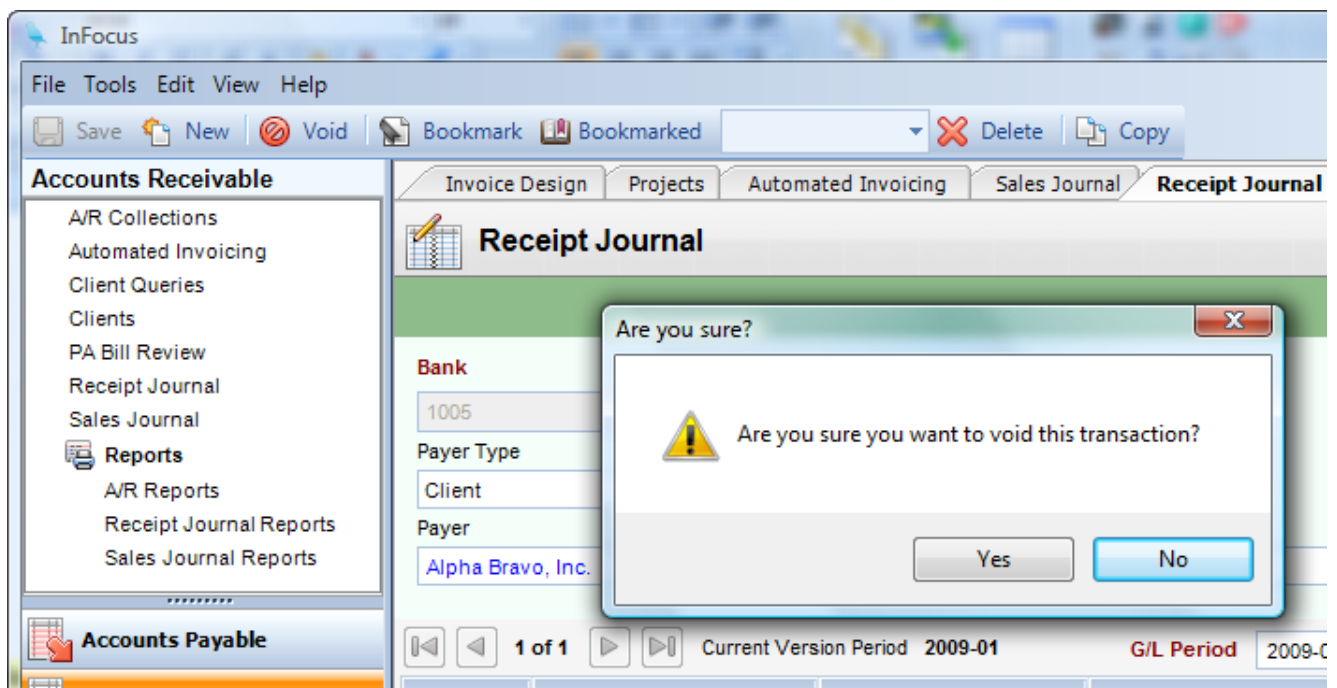 InFocus
File Tools Edit View Help
Save New Void Bookmark Bookmarked Delete Copy
Accounts Receivable
A/R Collections
Automated Invoicing
Client Queries
Clients
PA Bill Review
Receipt Journal
Sales Journal
Reports
A/R Reports
Receipt Journal Reports
Sales Journal Reports
Accounts Payable
Invoice Design Projects Automated Invoicing Sales Journal Receipt Journal
Receipt Journal
Bank
1005
Payer Type
Client
Payer
Alpha Bravo, Inc.
Are you sure?
Are you sure you want to void this transaction?
Yes No
1 of 1 Current Version Period 2009-01 G/L Period 2009-0